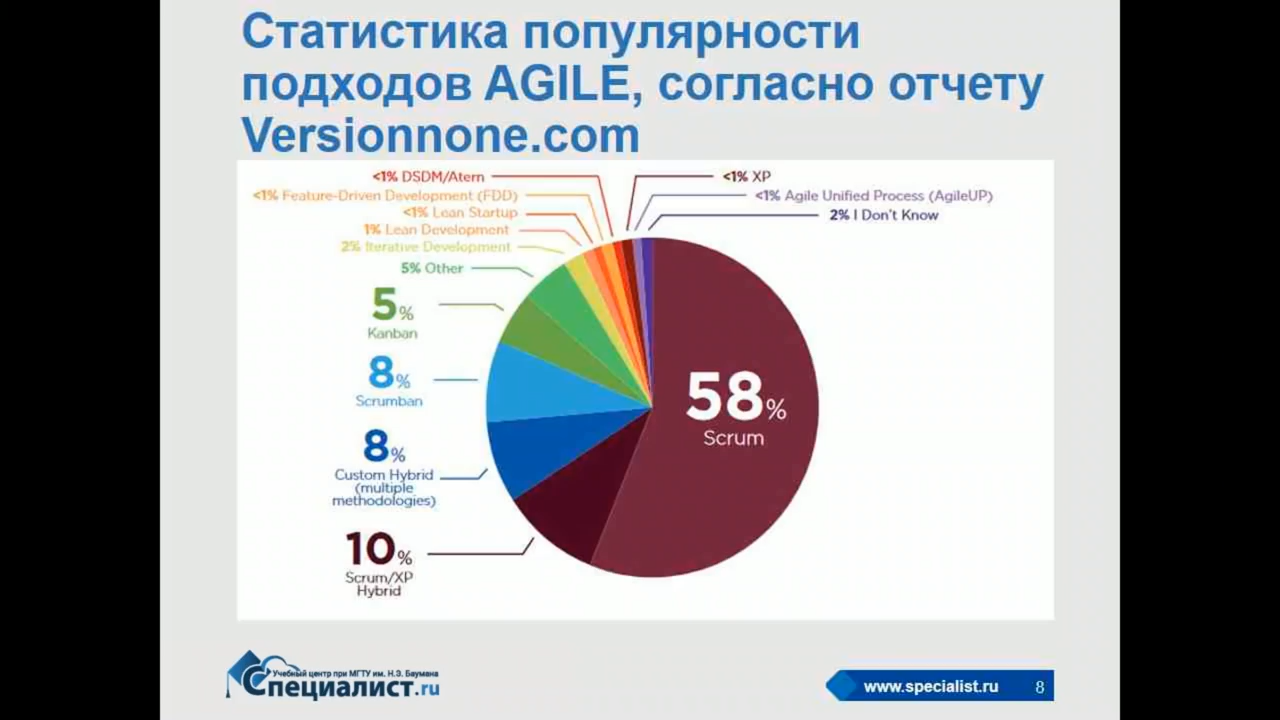 Статистика популярности
подходов AGILE, согласно отчету
Versionnone.com
<1% DSDM/Atern
<1% XP
<1% Feature-Driven Development (FDD)
<1% Agile Unified Process (AgileUP)
<1% Lean Startup
2% I Don't Know
1% Lean Development
2% Iterative Development
5% Other
5%
Kanban
8%
Scrumban
58%
Scrum
8%
Custom Hybrid
(multiple
methodologies)
10%
Scrum/XP
Hybrid
Учебный центр при МГТУ им. Н.Э. Баумана
Специалист.ru
www.specialist.ru
8